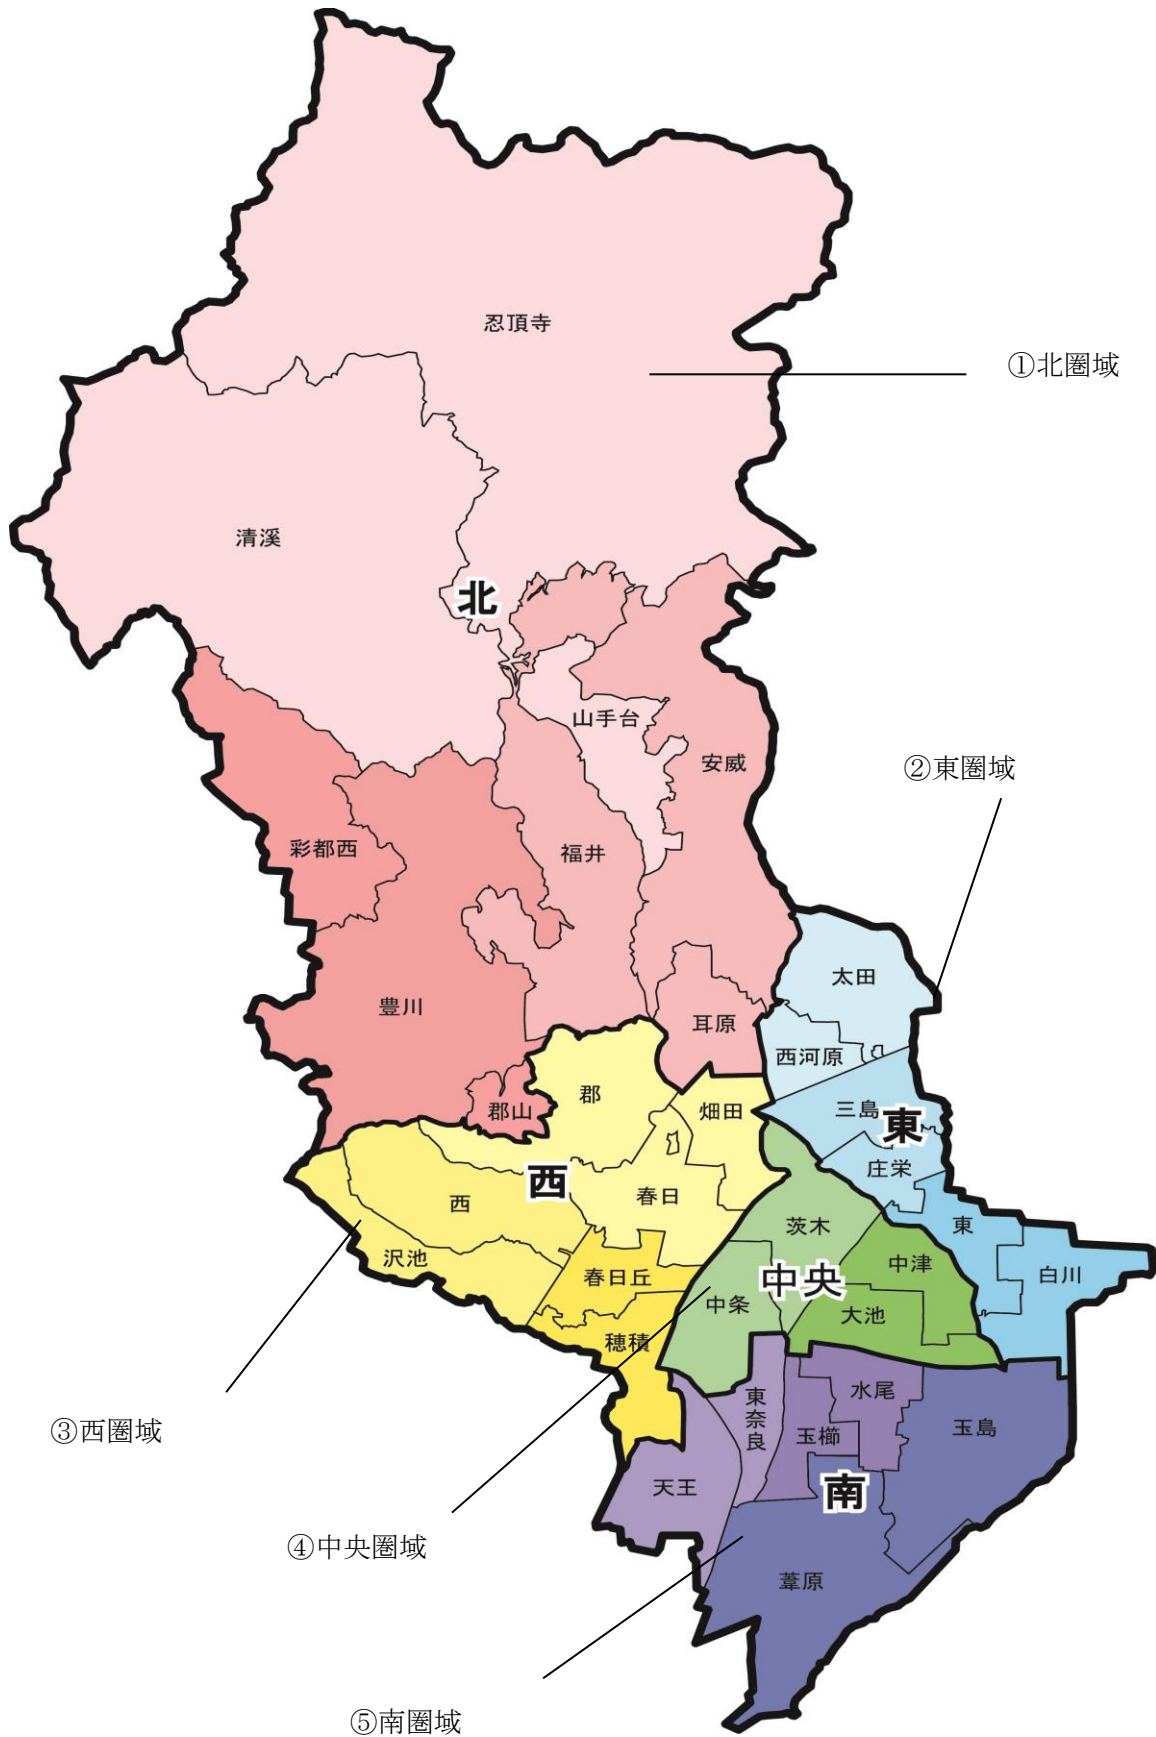 忍頂寺
①北圏域
清溪
北
山手台
安威
②東圏域
彩都西
福井
太田
豊川
耳原
西河原
郡
郡山
畑田
三島
東
庄栄
西
春日
西
茨木
東
沢池
春日丘
中央
中津
白川
中条
大池
穂積
東奈良
水尾
玉櫛
玉島
③西圏域
天王
南
④中央圏域
葦原
⑤南圏域